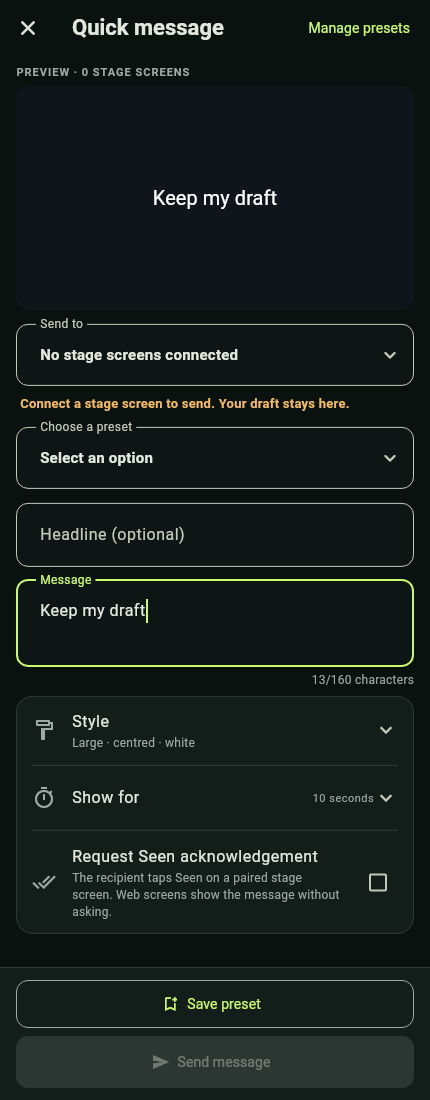 Quick message
Manage presets
PREVIEW · 0 STAGE SCREENS
Keep my draft
Send to
No stage screens connected
Connect a stage screen to send. Your draft stays here.
Choose a preset
Select an option
Headline (optional)
Message
Keep my draft
13/160 characters
Style
Large · centred · white
Show for
10 seconds
Request Seen acknowledgement
The recipient taps Seen on a paired stage
screen. Web screens show the message without
asking.
Save preset
Send message